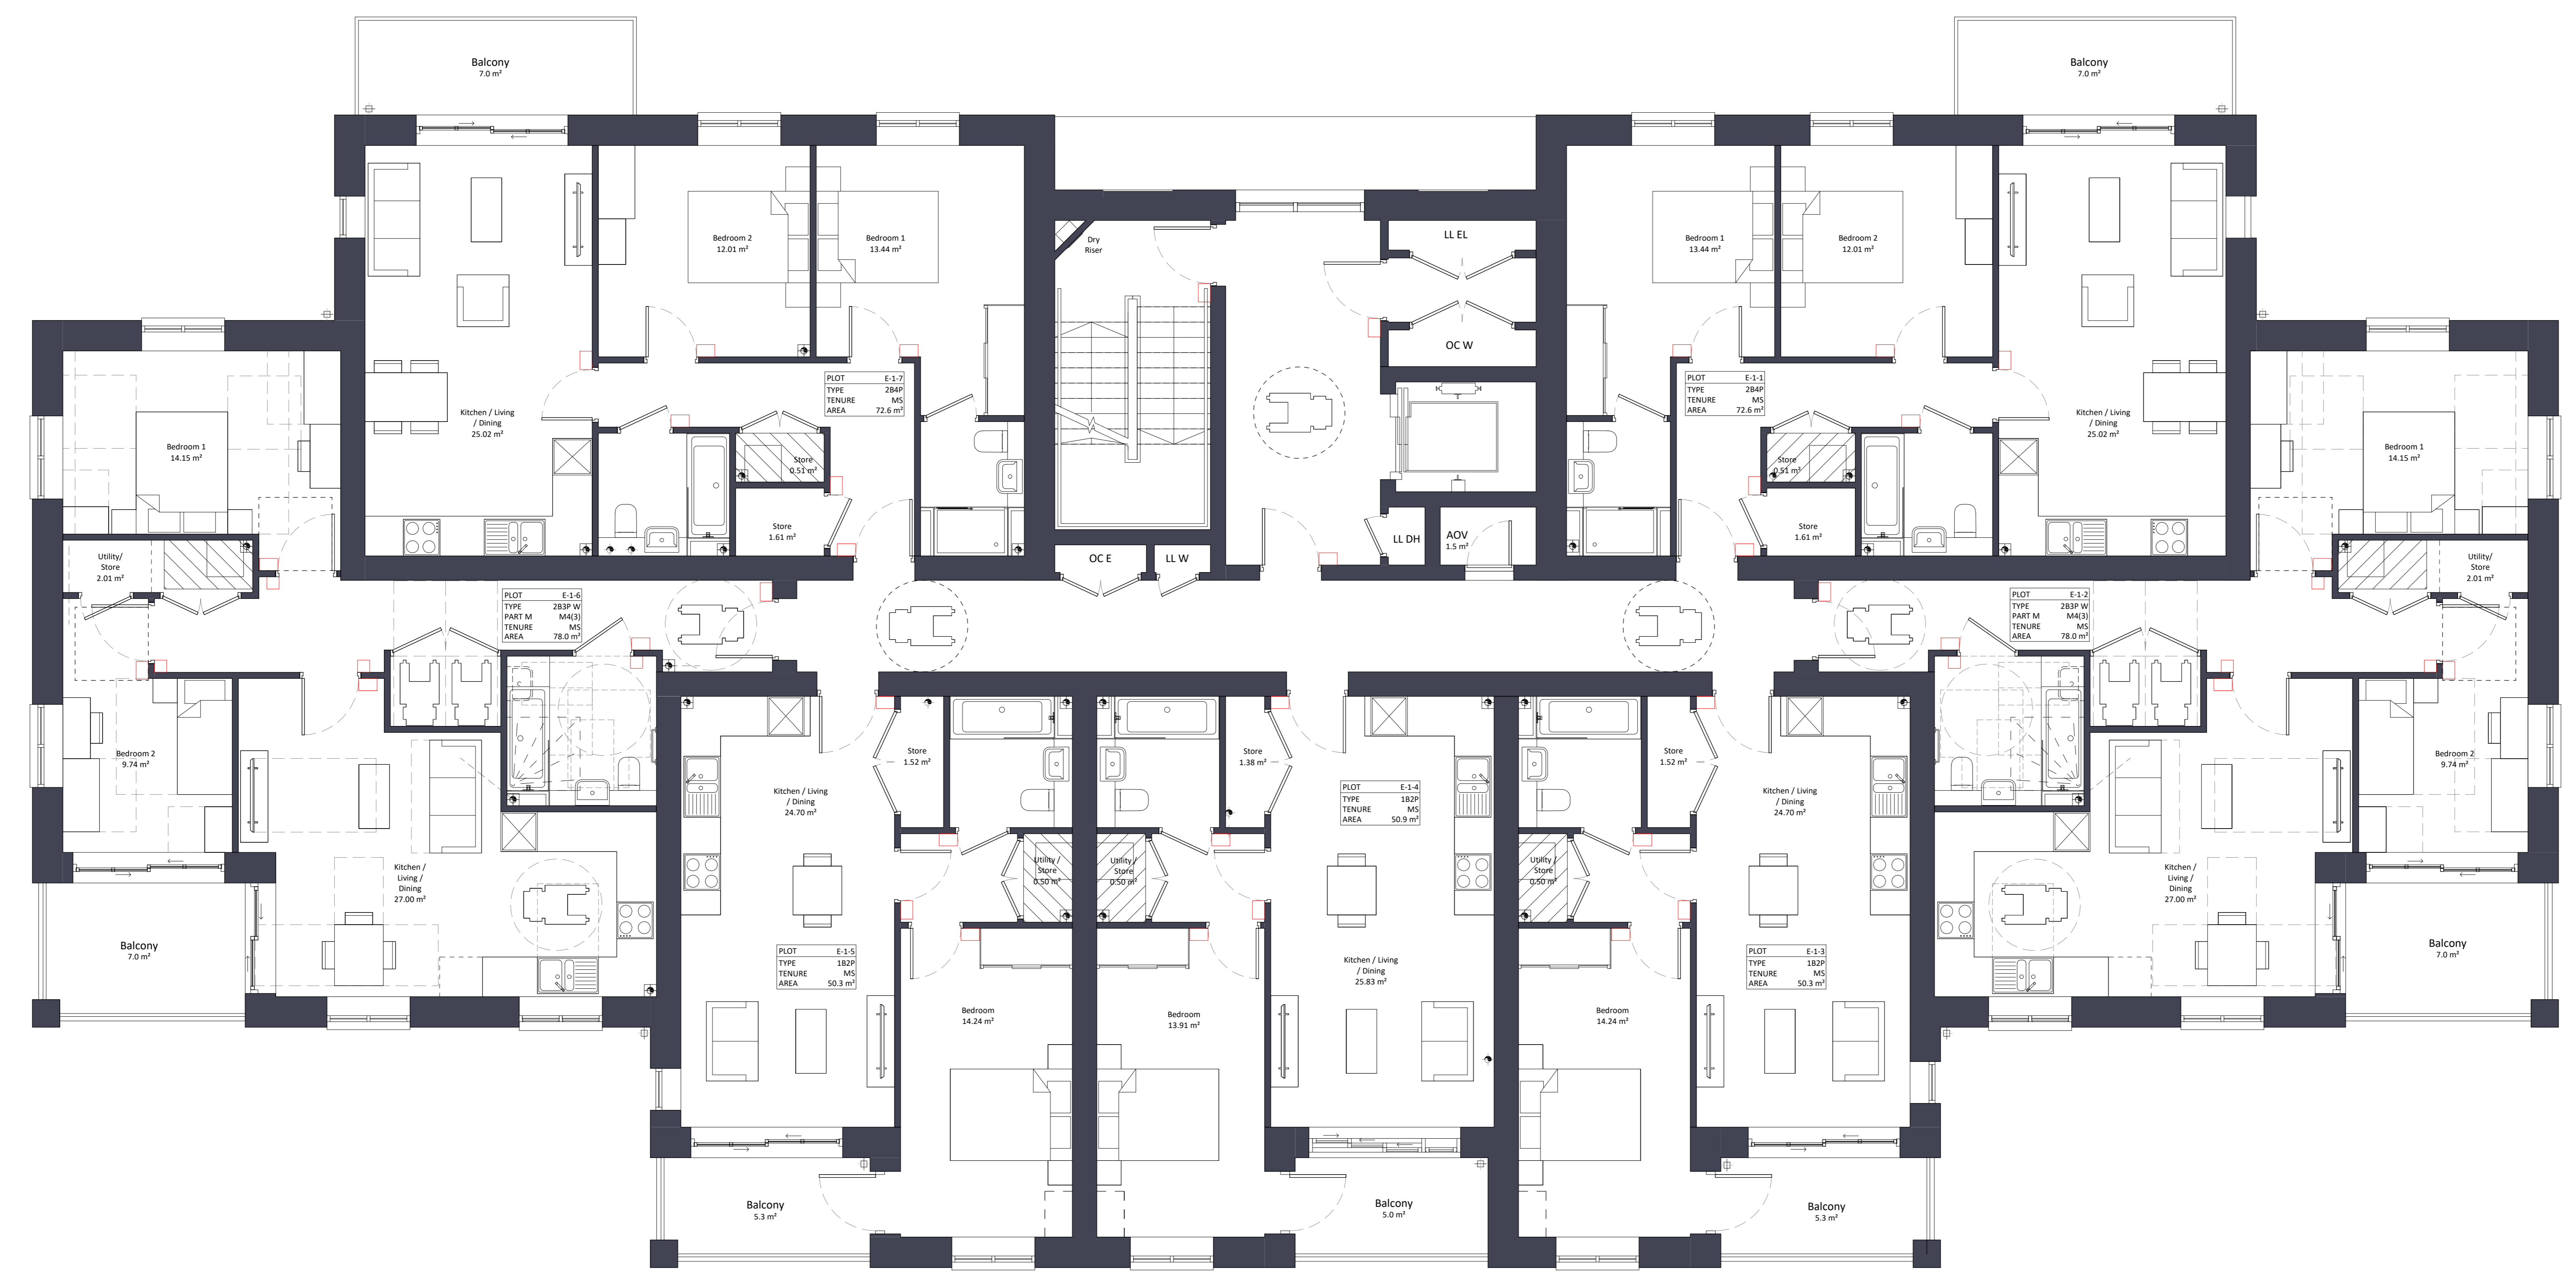 Balcony
7.0 m²
Balcony
7.0 m²
Bedroom 2
12.01 m²
Bedroom 1
13.44 m²
Dry
Riser
LL EL
OC W
Bedroom 1
13.44 m²
Bedroom 2
12.01 m²
PLOT E-1-7
TYPE 2B4P
TENURE MS
AREA 72.6 m²
PLOT E-1-1
TYPE 2B4P
TENURE MS
AREA 72.6 m²
Kitchen / Living
/ Dining
25.02 m²
Kitchen / Living
/ Dining
25.02 m²
Bedroom 1
14.15 m²
Store
0.51 m²
Store
0.51 m²
Bedroom 1
14.15 m²
Store
1.61 m²
Store
1.61 m²
LL DH
AOV
1.5 m²
OC E
LL W
Utility/
Store
2.01 m²
Utility/
Store
2.01 m²
PLOT E-1-6
TYPE 2B3P W
PART M M4(3)
TENURE MS
AREA 78.0 m²
PLOT E-1-2
TYPE 2B3P W
PART M M4(3)
TENURE MS
AREA 78.0 m²
Bedroom 2
9.74 m²
Store
1.52 m²
Store
1.38 m²
Store
1.52 m²
Bedroom 2
9.74 m²
Kitchen / Living
/ Dining
24.70 m²
PLOT E-1-4
TYPE 1B2P
TENURE MS
AREA 50.9 m²
Kitchen / Living
/ Dining
24.70 m²
Kitchen /
Living /
Dining
27.00 m²
Utility /
Store
0.50 m²
Utility /
Store
0.50 m²
Utility /
Store
0.50 m²
Kitchen /
Living /
Dining
27.00 m²
Balcony
7.0 m²
PLOT E-1-5
TYPE 1B2P
TENURE MS
AREA 50.3 m²
Kitchen / Living
/ Dining
25.83 m²
PLOT E-1-3
TYPE 1B2P
TENURE MS
AREA 50.3 m²
Balcony
7.0 m²
Bedroom
14.24 m²
Bedroom
13.91 m²
Bedroom
14.24 m²
Balcony
5.3 m²
Balcony
5.0 m²
Balcony
5.3 m²